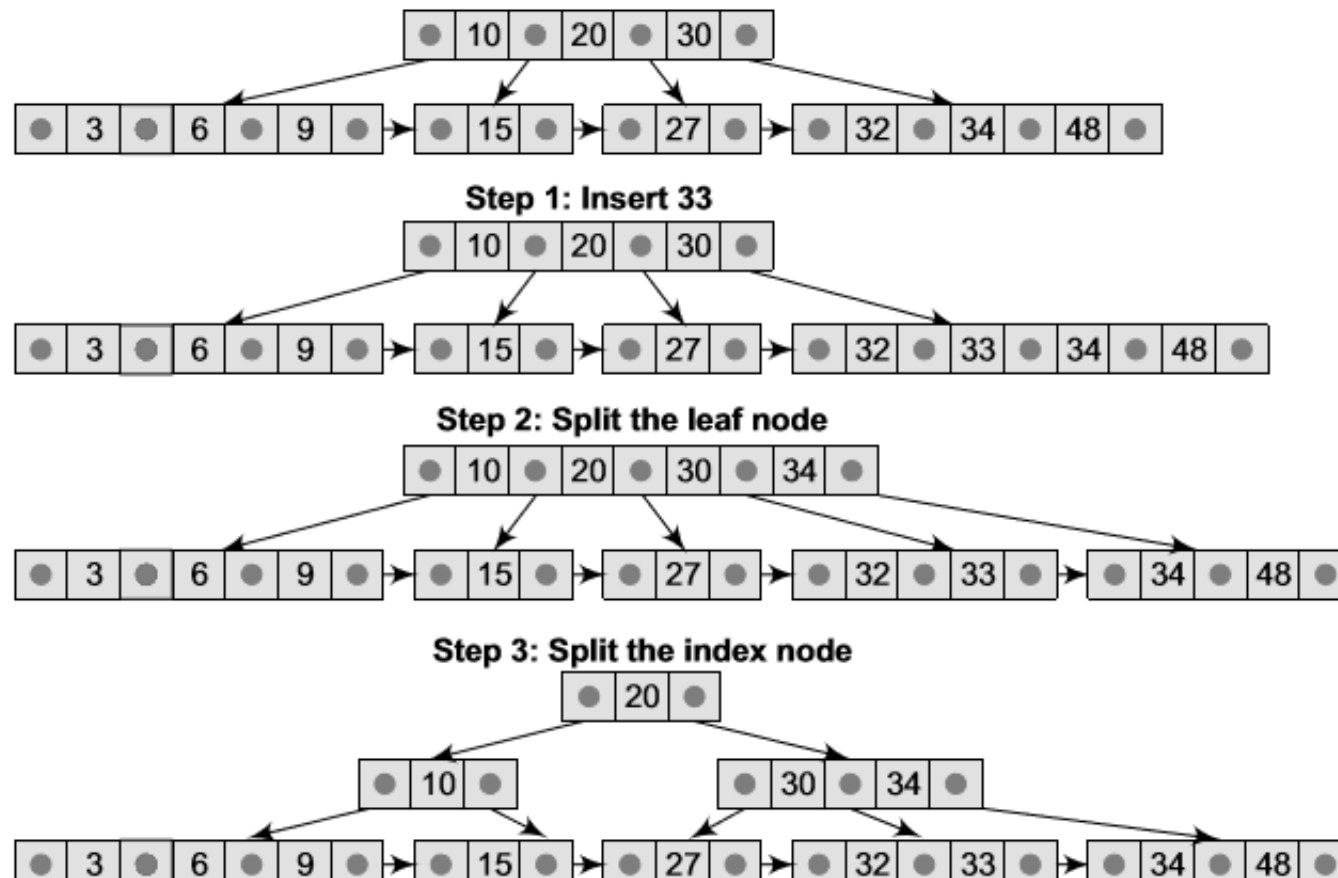 10 20 30
3 6 9 15 27 32 34 48
Step 1: Insert 33
10 20 30
3 6 9 15 27 32 33 34 48
Step 2: Split the leaf node
10 20 30 34
3 6 9 15 27 32 33 34 48
Step 3: Split the index node
20
10 30 34
3 6 9 15 27 32 33 34 48